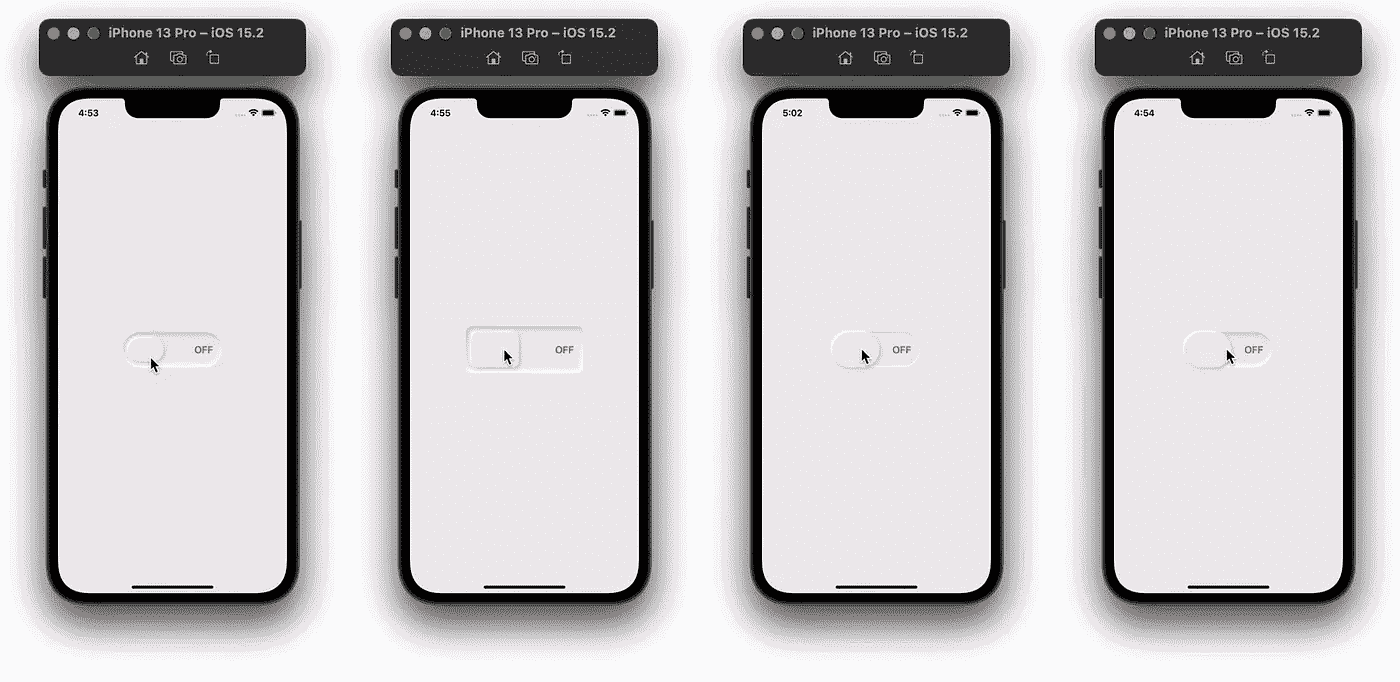 iPhone 13 Pro – iOS 15.2
4:53
OFF
iPhone 13 Pro – iOS 15.2
4:55
OFF
iPhone 13 Pro – iOS 15.2
5:02
OFF
iPhone 13 Pro – iOS 15.2
4:54
OFF